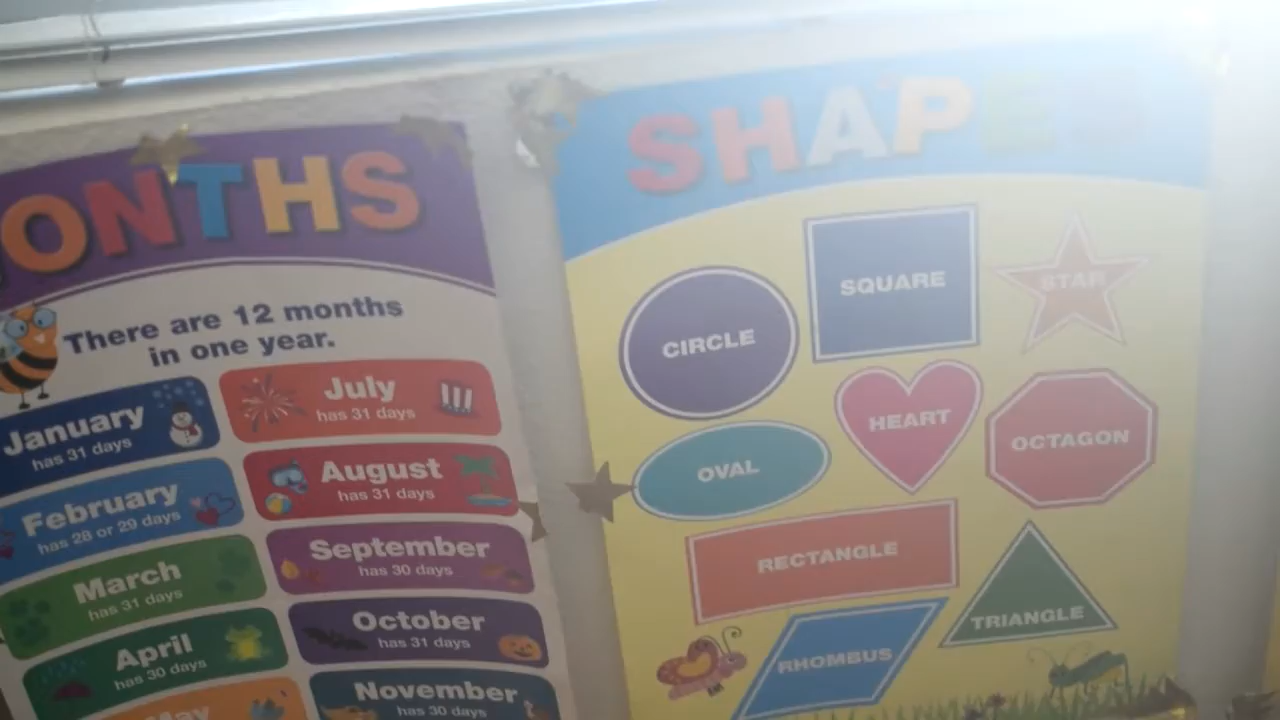 ONTHS
There are 12 months
in one year.
January
has 31 days
February
has 28 or 29 days
March
has 31 days
April
has 30 days
May
July
has 31 days
August
has 31 days
September
has 30 days
October
has 31 days
November
has 30 days
SHAPE
CIRCLE
SQUARE
STAR
OVAL
HEART
OCTAGON
RECTANGLE
TRIANGLE
RHOMBUS